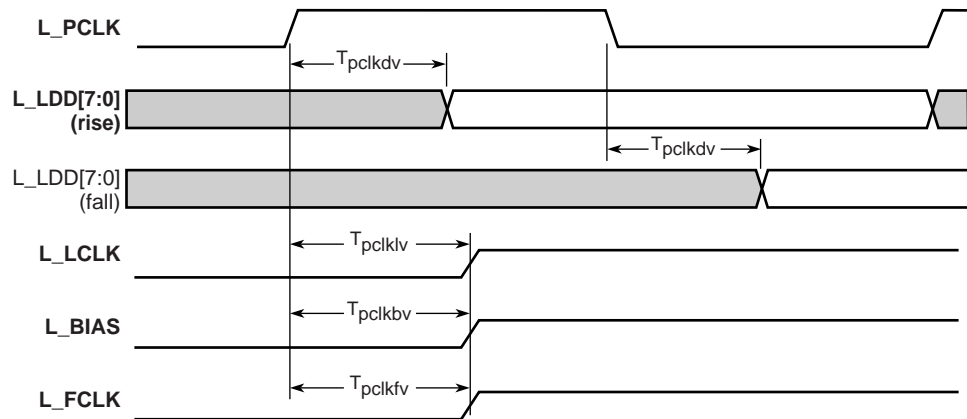 L_PCLK
Tpclkdv
L_LDD[7:0]
(rise)
Tpclkdv
L_LDD[7:0]
(fall)
Tpclklv
L_LCLK
Tpclkbv
L_BIAS
Tpclkfv
L_FCLK